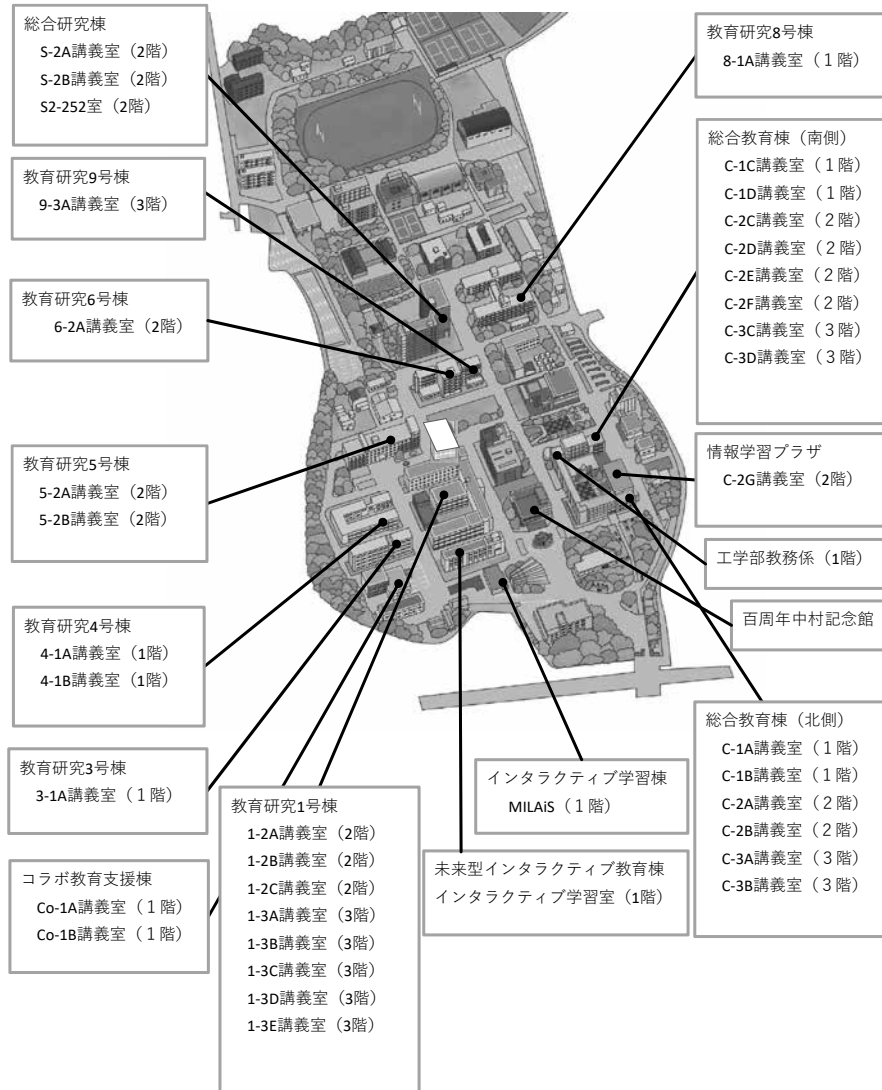 総合研究棟
S-2A講義室（2階）
S-2B講義室（2階）
S2-252室（2階）
教育研究9号棟
9-3A講義室（3階）
教育研究6号棟
6-2A講義室（2階）
教育研究5号棟
5-2A講義室（2階）
5-2B講義室（2階）
教育研究4号棟
4-1A講義室（1階）
4-1B講義室（1階）
教育研究3号棟
3-1A講義室（１階）
コラボ教育支援棟
Co-1A講義室（１階）
Co-1B講義室（１階）
教育研究1号棟
1-2A講義室（2階）
1-2B講義室（2階）
1-2C講義室（2階）
1-3A講義室（3階）
1-3B講義室（3階）
1-3C講義室（3階）
1-3D講義室（3階）
1-3E講義室（3階）
未来型インタラクティブ教育棟
インタラクティブ学習室（1階）
インタラクティブ学習棟
MILAiS（１階）
教育研究8号棟
8-1A講義室（１階）
総合教育棟（南側）
C-1C講義室（１階）
C-1D講義室（１階）
C-2C講義室（２階）
C-2D講義室（２階）
C-2E講義室（２階）
C-2F講義室（２階）
C-3C講義室（３階）
C-3D講義室（３階）
情報学習プラザ
C-2G講義室（2階）
工学部教務係（1階）
百周年中村記念館
総合教育棟（北側）
C-1A講義室（１階）
C-1B講義室（１階）
C-2A講義室（２階）
C-2B講義室（２階）
C-3A講義室（３階）
C-3B講義室（３階）